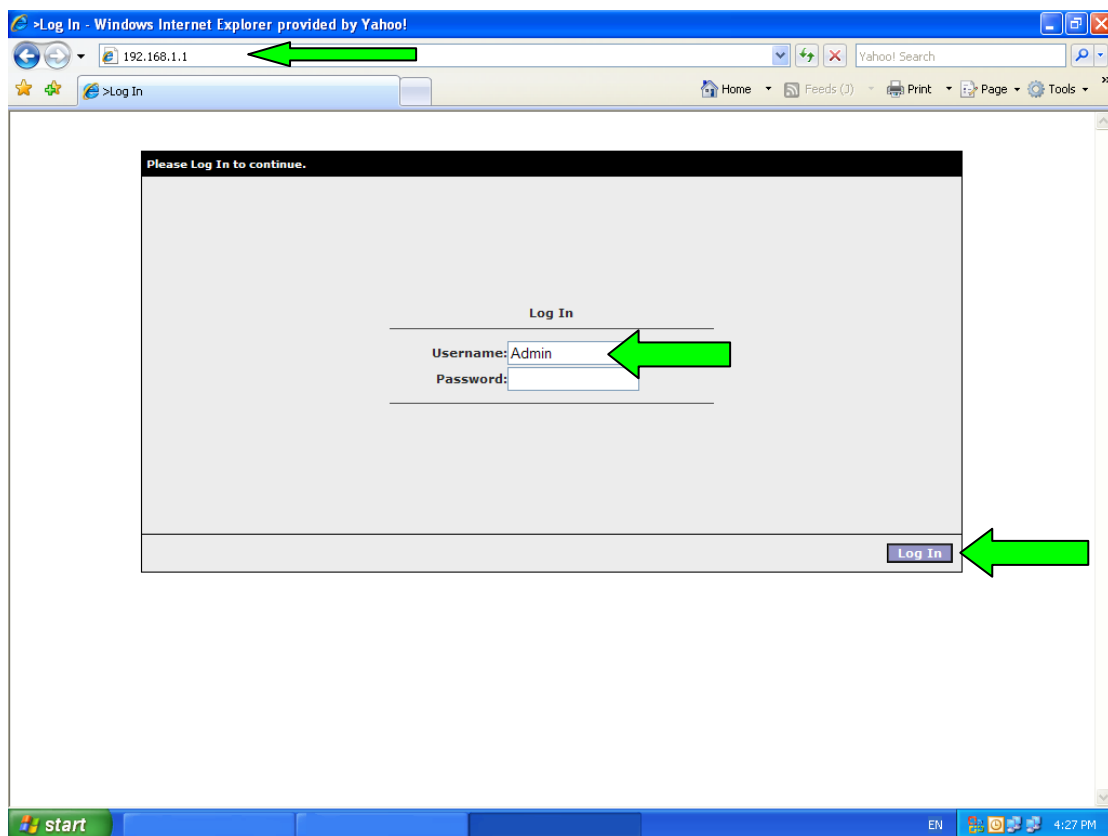 >Log In - Windows Internet Explorer provided by Yahoo!
192.168.1.1
Yahoo! Search
>Log In
Home
Feeds (J)
Print
Page
Tools
»
Please Log In to continue.
Log In
Username: Admin
Password:
Log In
start
EN
4:27 PM